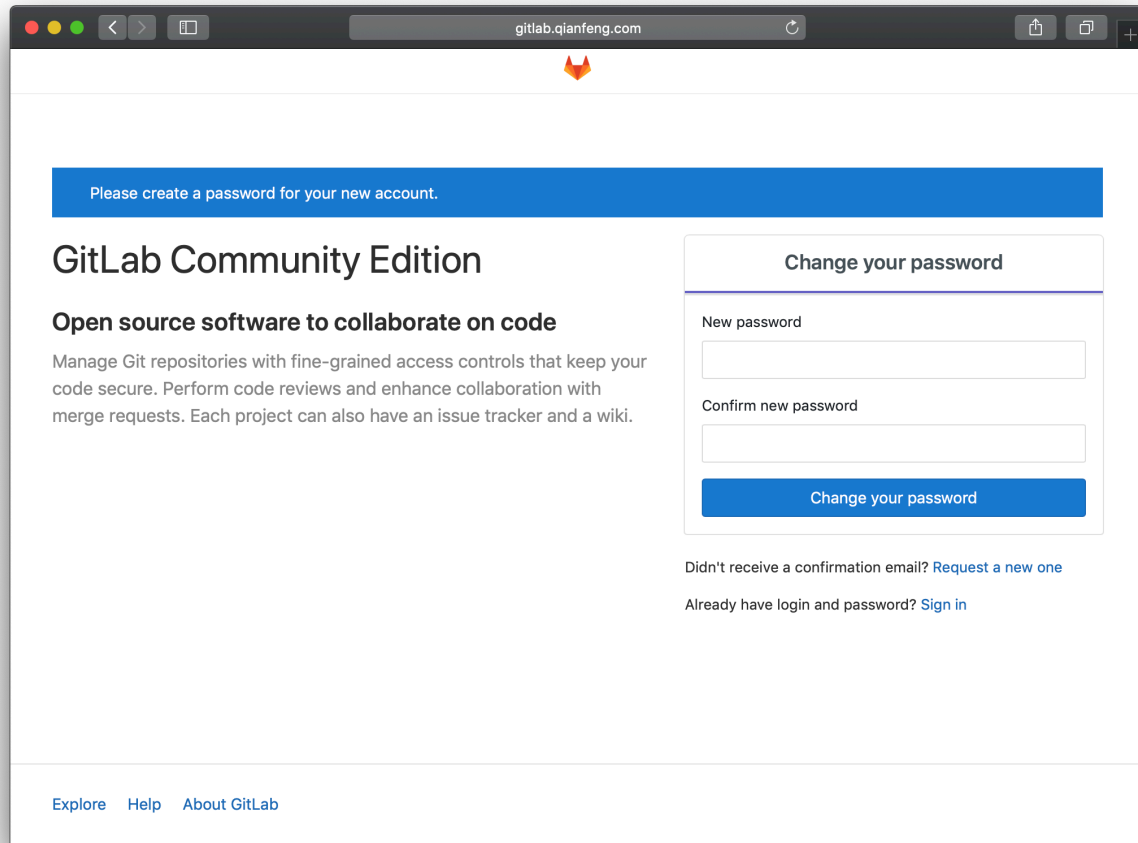 gitlab.qianfeng.com
Please create a password for your new account.
GitLab Community Edition
Open source software to collaborate on code
Manage Git repositories with fine-grained access controls that keep your
code secure. Perform code reviews and enhance collaboration with
merge requests. Each project can also have an issue tracker and a wiki.
Change your password
New password
Confirm new password
Change your password
Didn't receive a confirmation email? Request a new one
Already have login and password? Sign in
Explore Help About GitLab